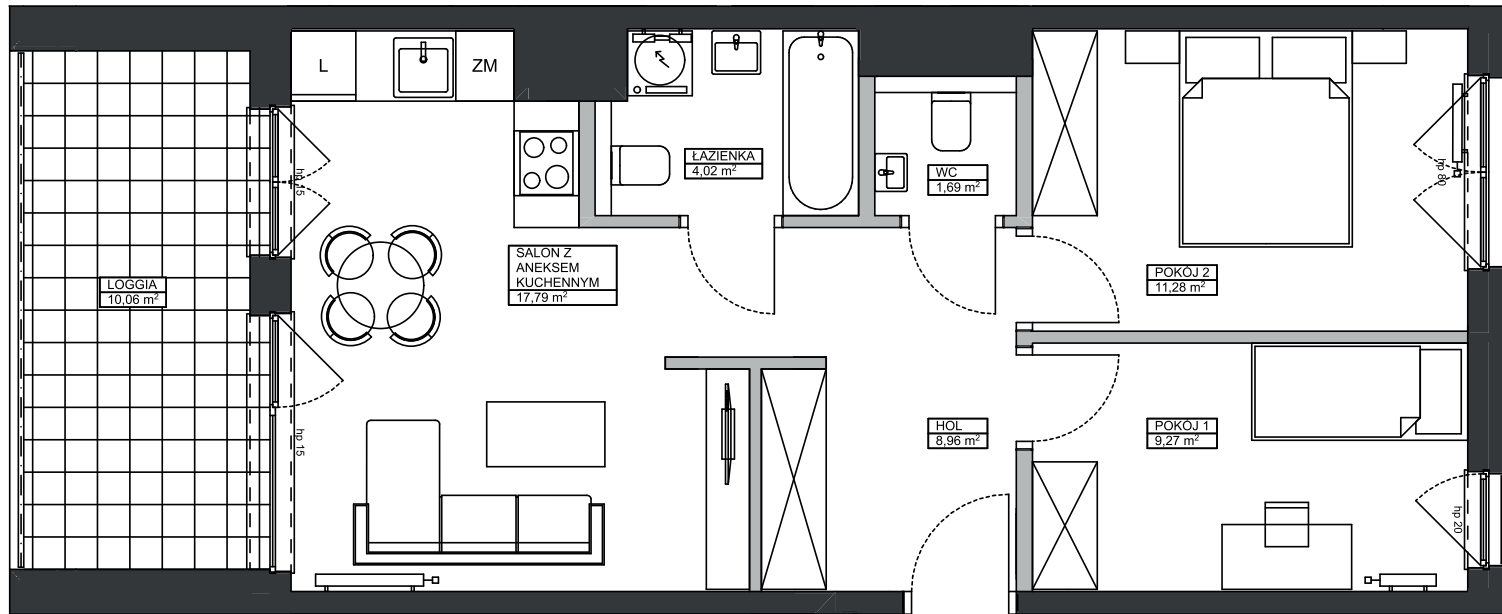 L
ZM
ŁAZIENKA
4,02 m²
WC
1,69 m²
hp 15
hp 80
SALON Z
ANEKSEM
KUCHENNYM
17,79 m²
POKÓJ 2
11,28 m²
LOGGIA
10,06 m²
HOL
8,96 m²
POKÓJ 1
9,27 m²
hp 15
hp 20